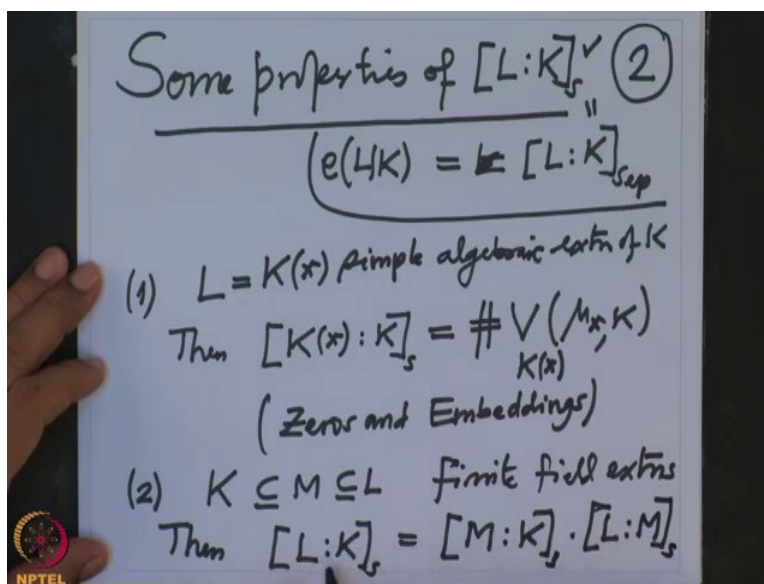 Some properties of [L:K]ₛ ✓ ②
"
e(L|K) = [L:K]sep
(1) L = K(x) simple algebraic extn of K
Then [K(x):K]ₛ = # V (μₓ, K)
K(x)
(Zeros and Embeddings)
(2) K ⊆ M ⊆ L finite field extns
Then [L:K]ₛ = [M:K]ₛ · [L:M]ₛ
NPTEL